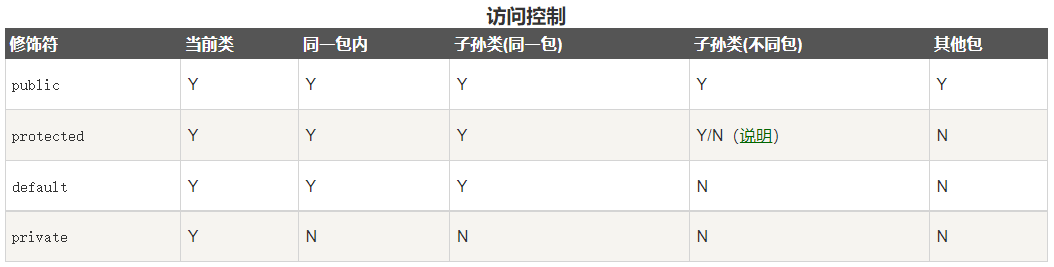 访问控制
修饰符 当前类 同一包内 子孙类(同一包) 子孙类(不同包) 其他包
public Y Y Y Y Y
protected Y Y Y Y/N（说明） N
default Y Y Y N N
private Y N N N N